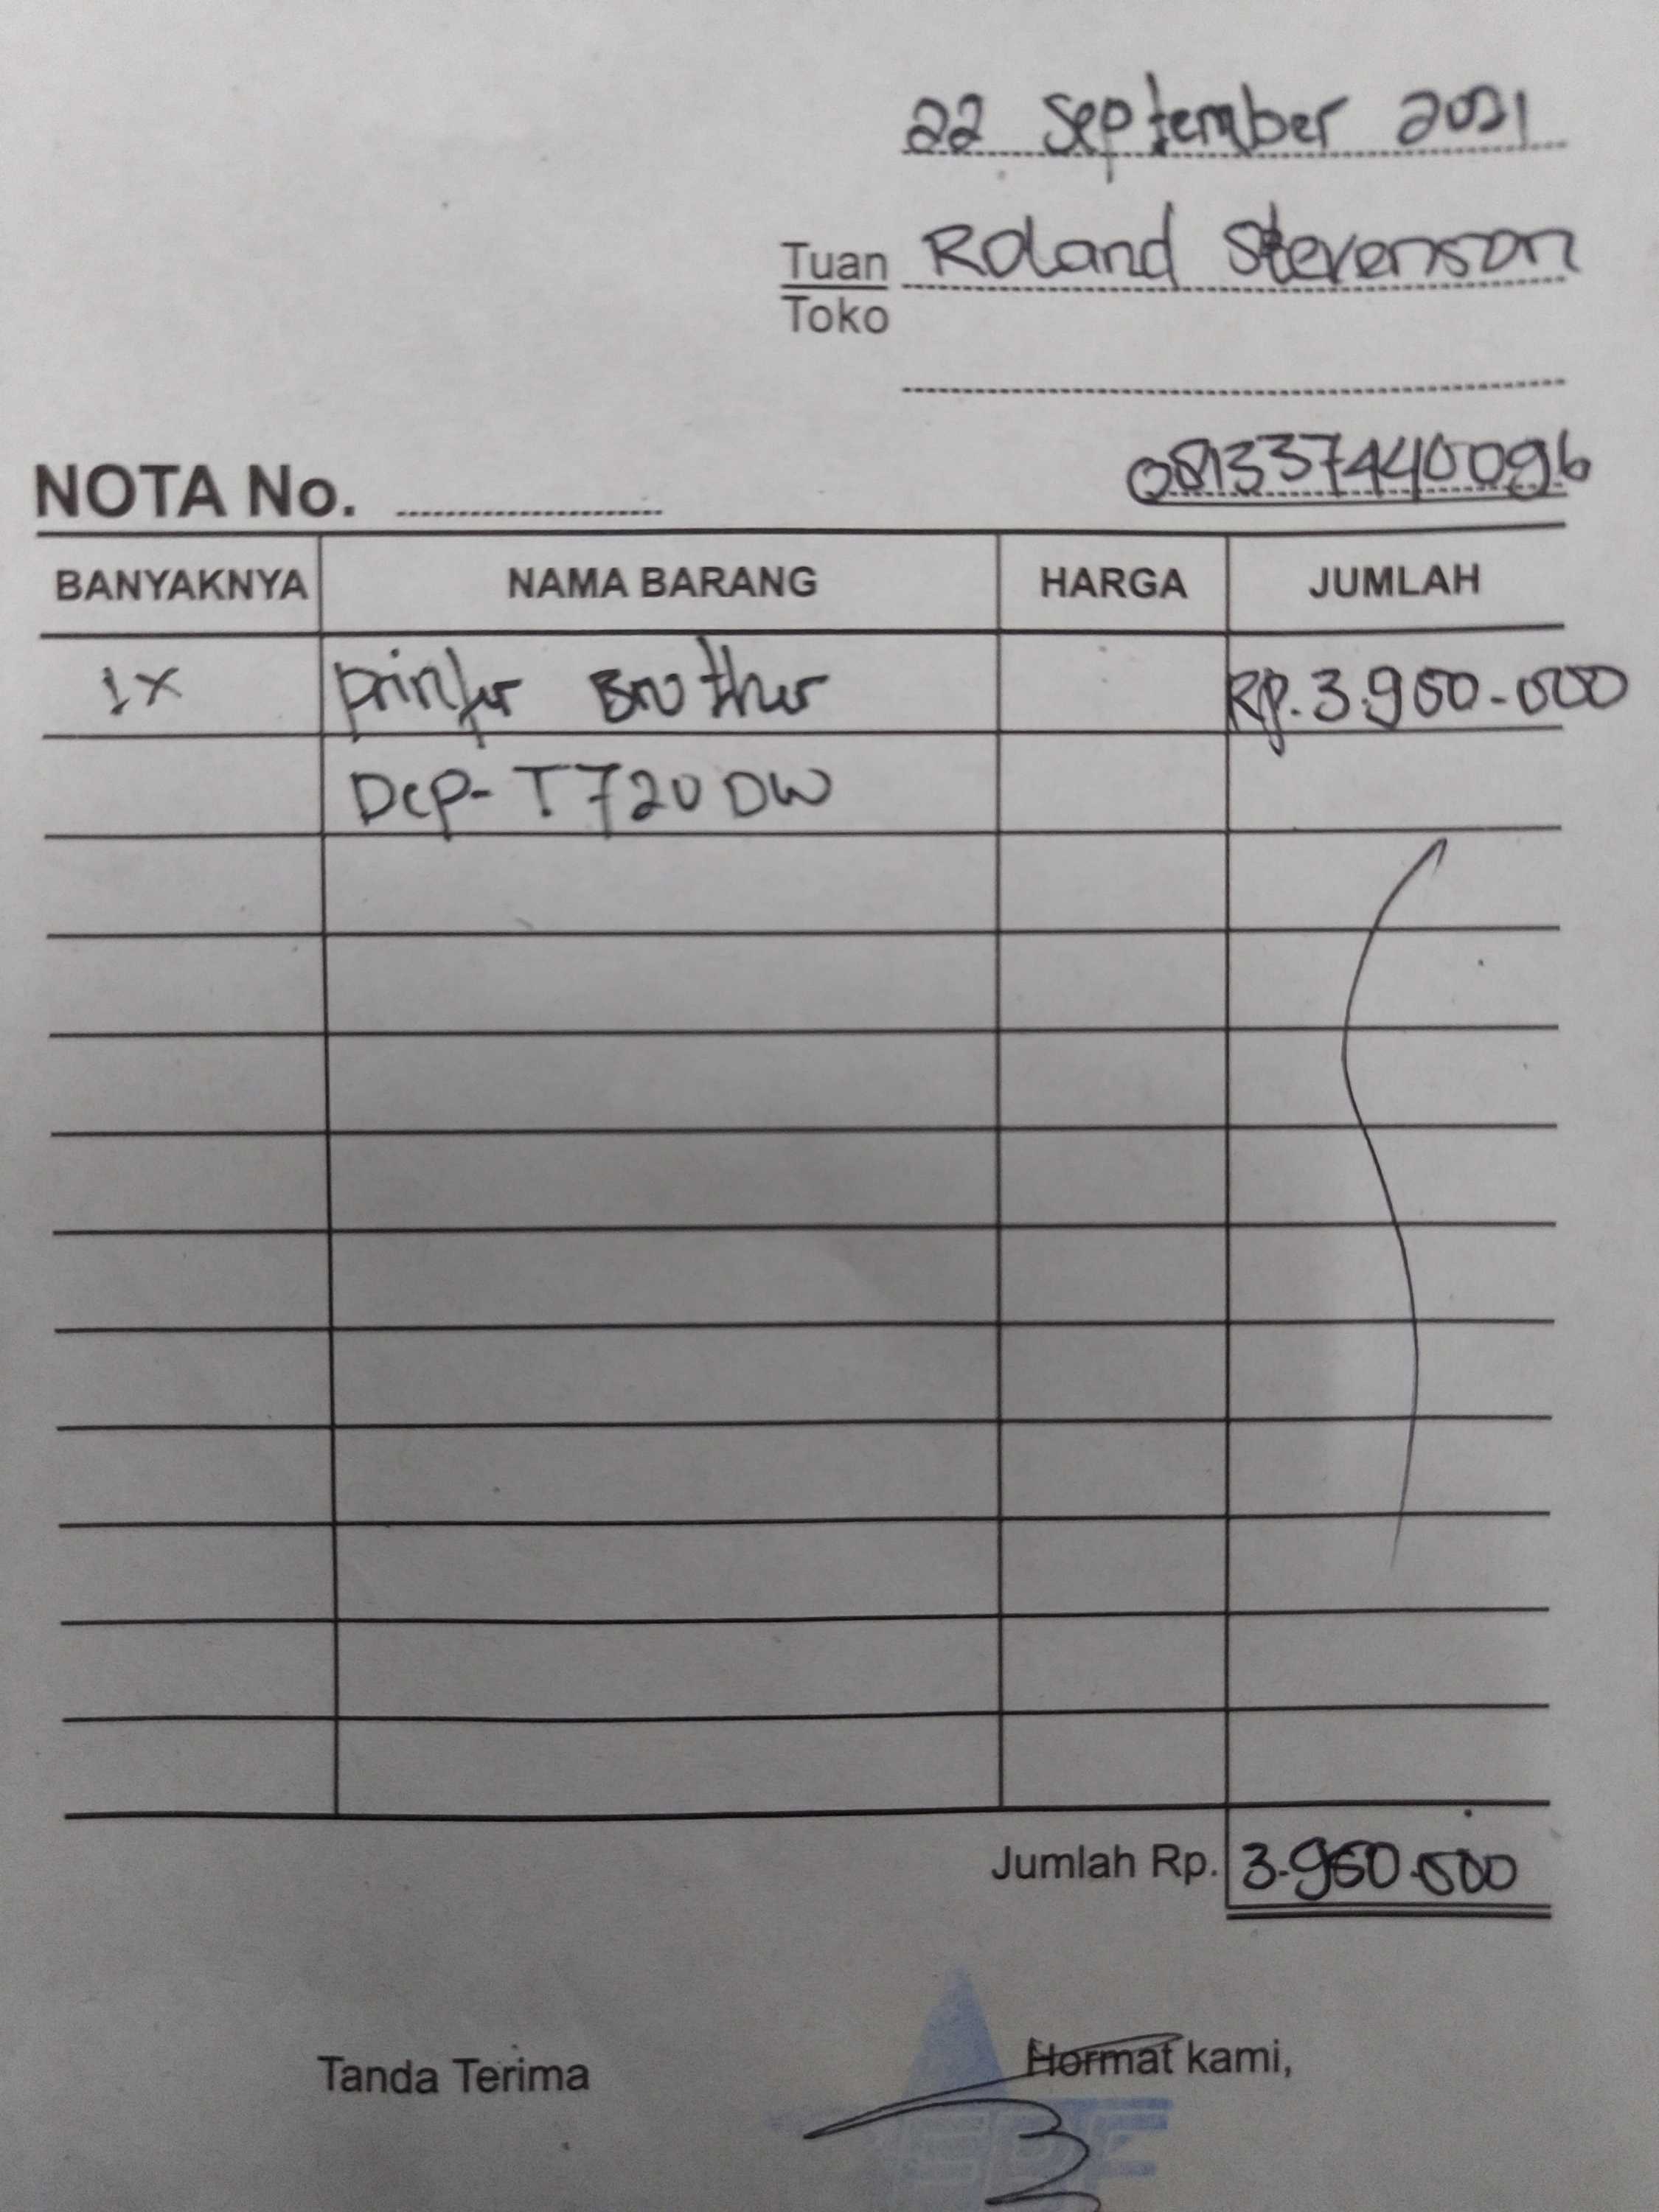 22 September 2021
Tuan Roland Stevenson
Toko
081337440096
NOTA No.
BANYAKNYA NAMA BARANG HARGA JUMLAH
1x printer Brother Rp. 3.950.000
Dcp-T720DW
Jumlah Rp. 3.950.000
Tanda Terima Hormat kami,